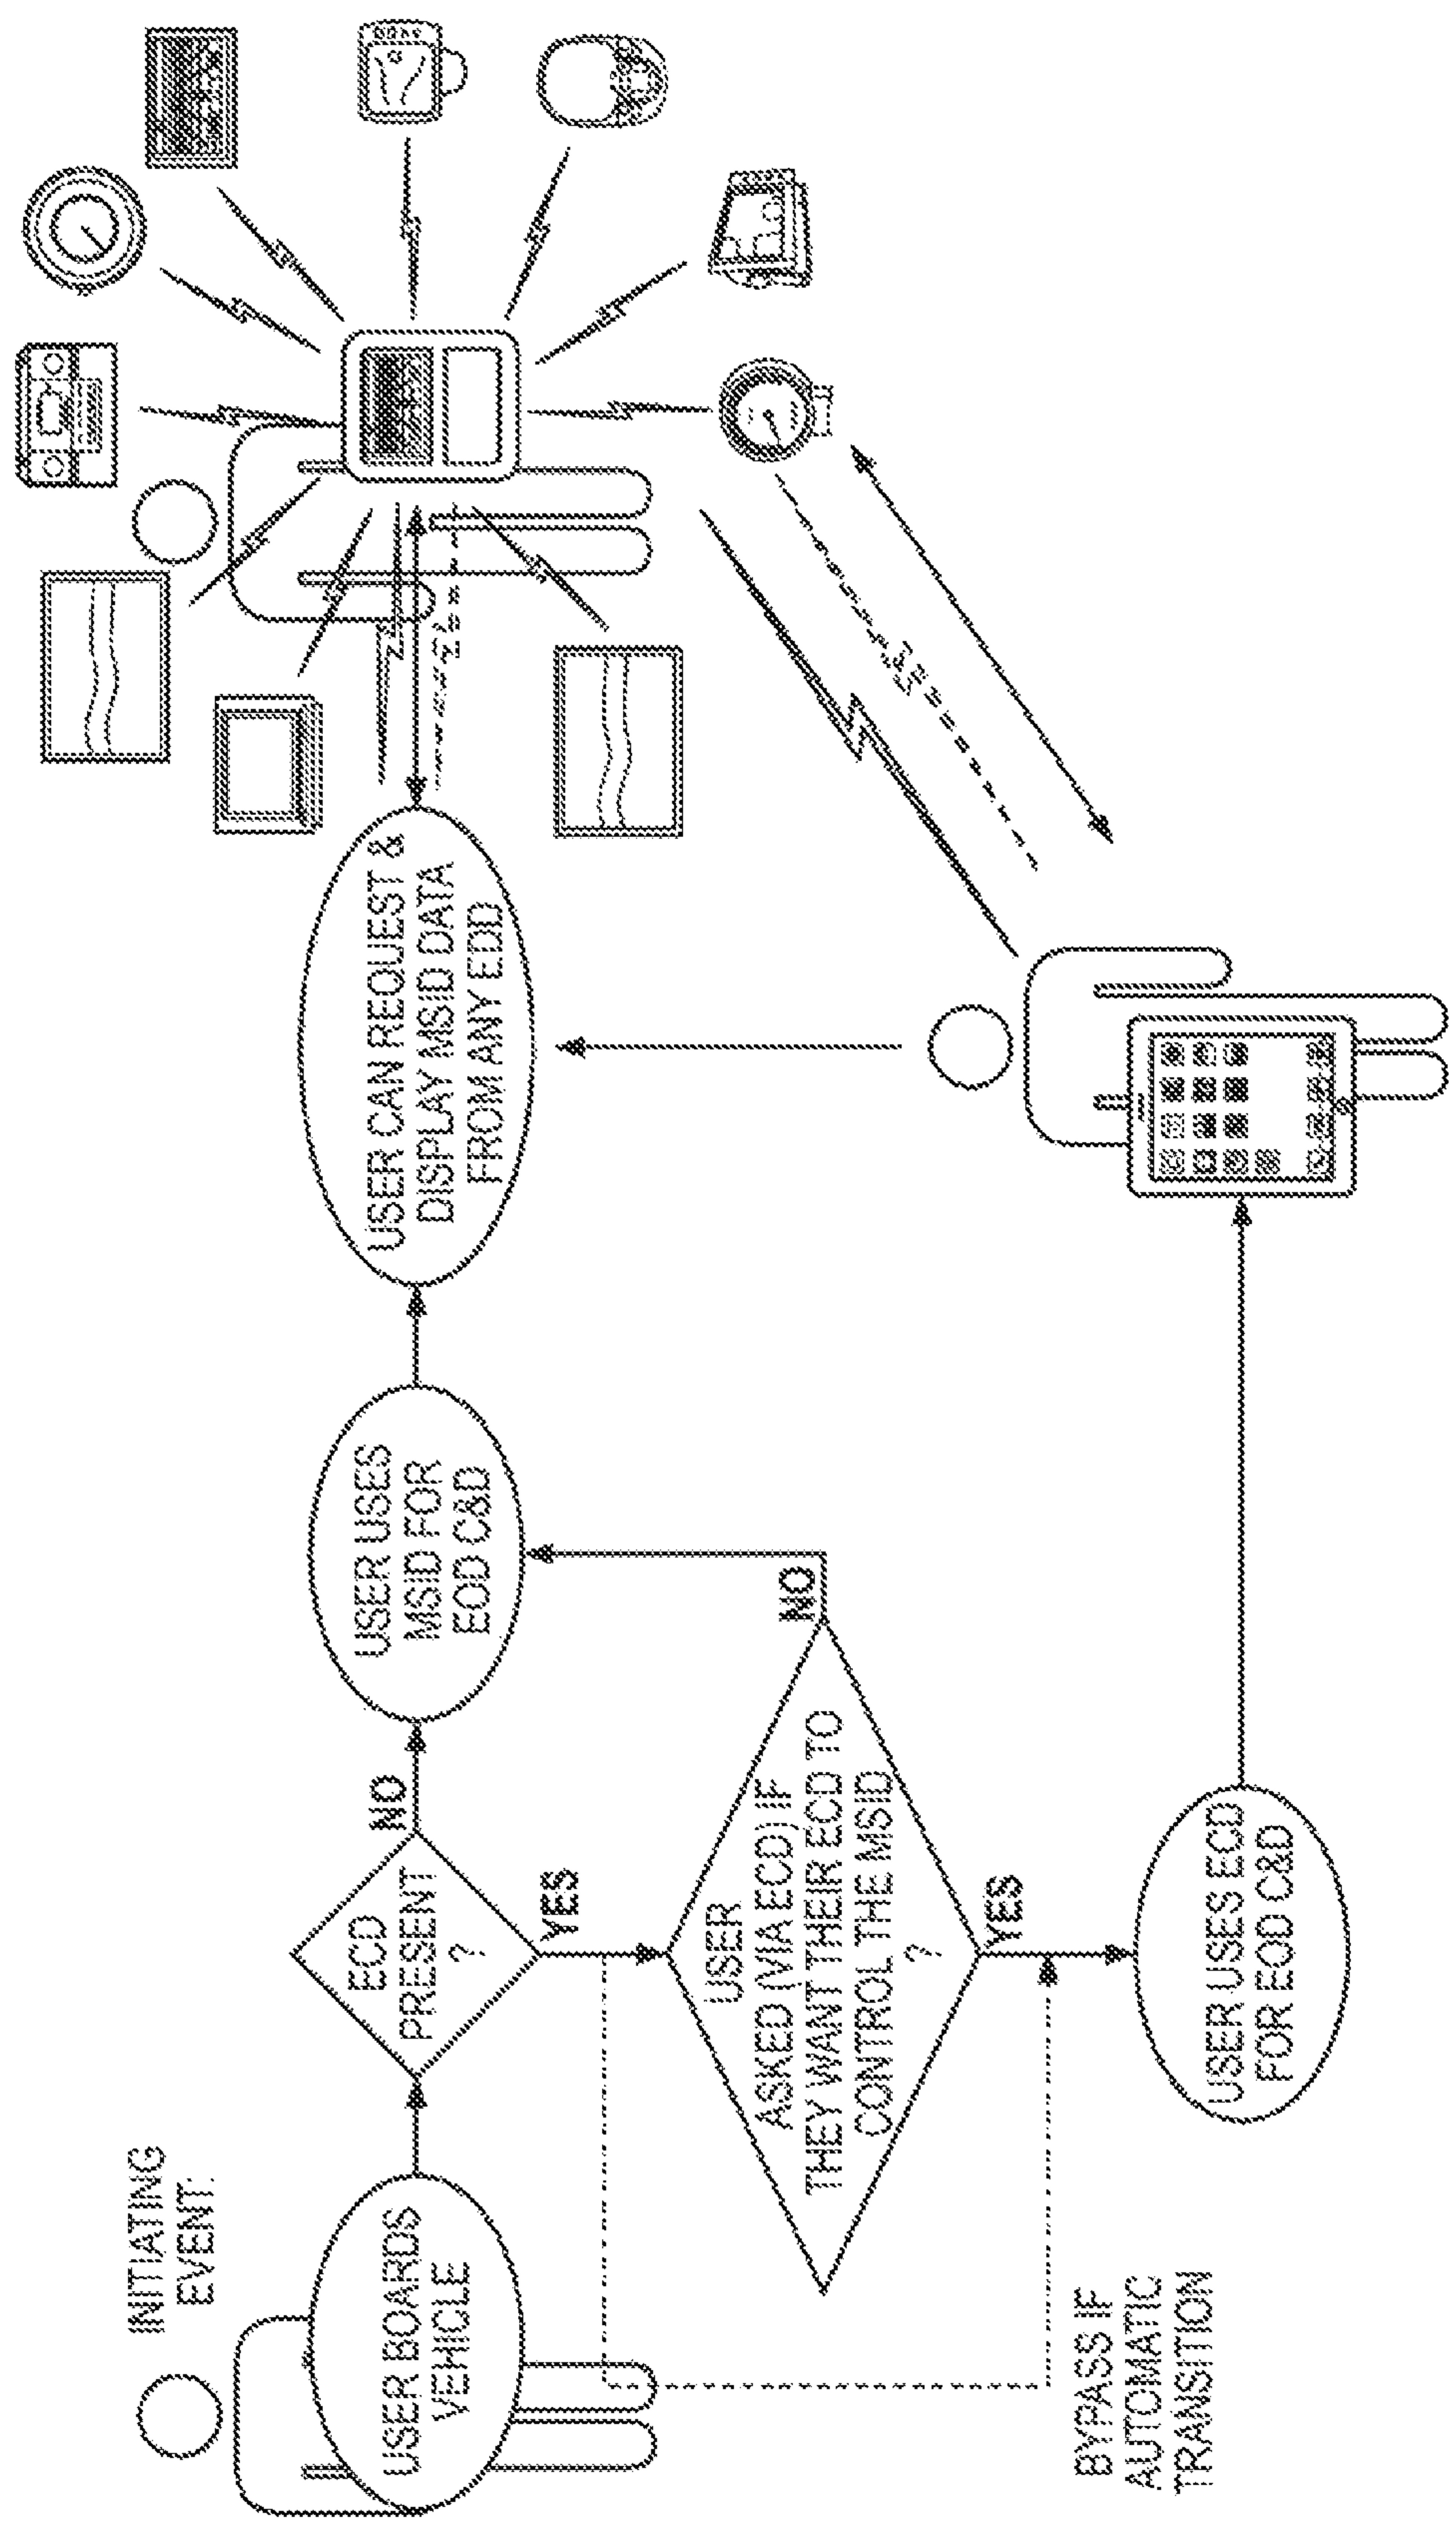 INITIATING
EVENT:
USER BOARDS
VEHICLE
ECD
PRESENT
?
NO
YES
USER USES
MSID FOR
EOD C&D
USER CAN REQUEST &
DISPLAY MSID DATA
FROM ANY EDD
USER
ASKED (VIA ECD) IF
THEY WANT THEIR ECD TO
CONTROL THE MSID
?
NO
YES
BYPASS IF
AUTOMATIC
TRANSITION
USER USES ECD
FOR EOD C&D